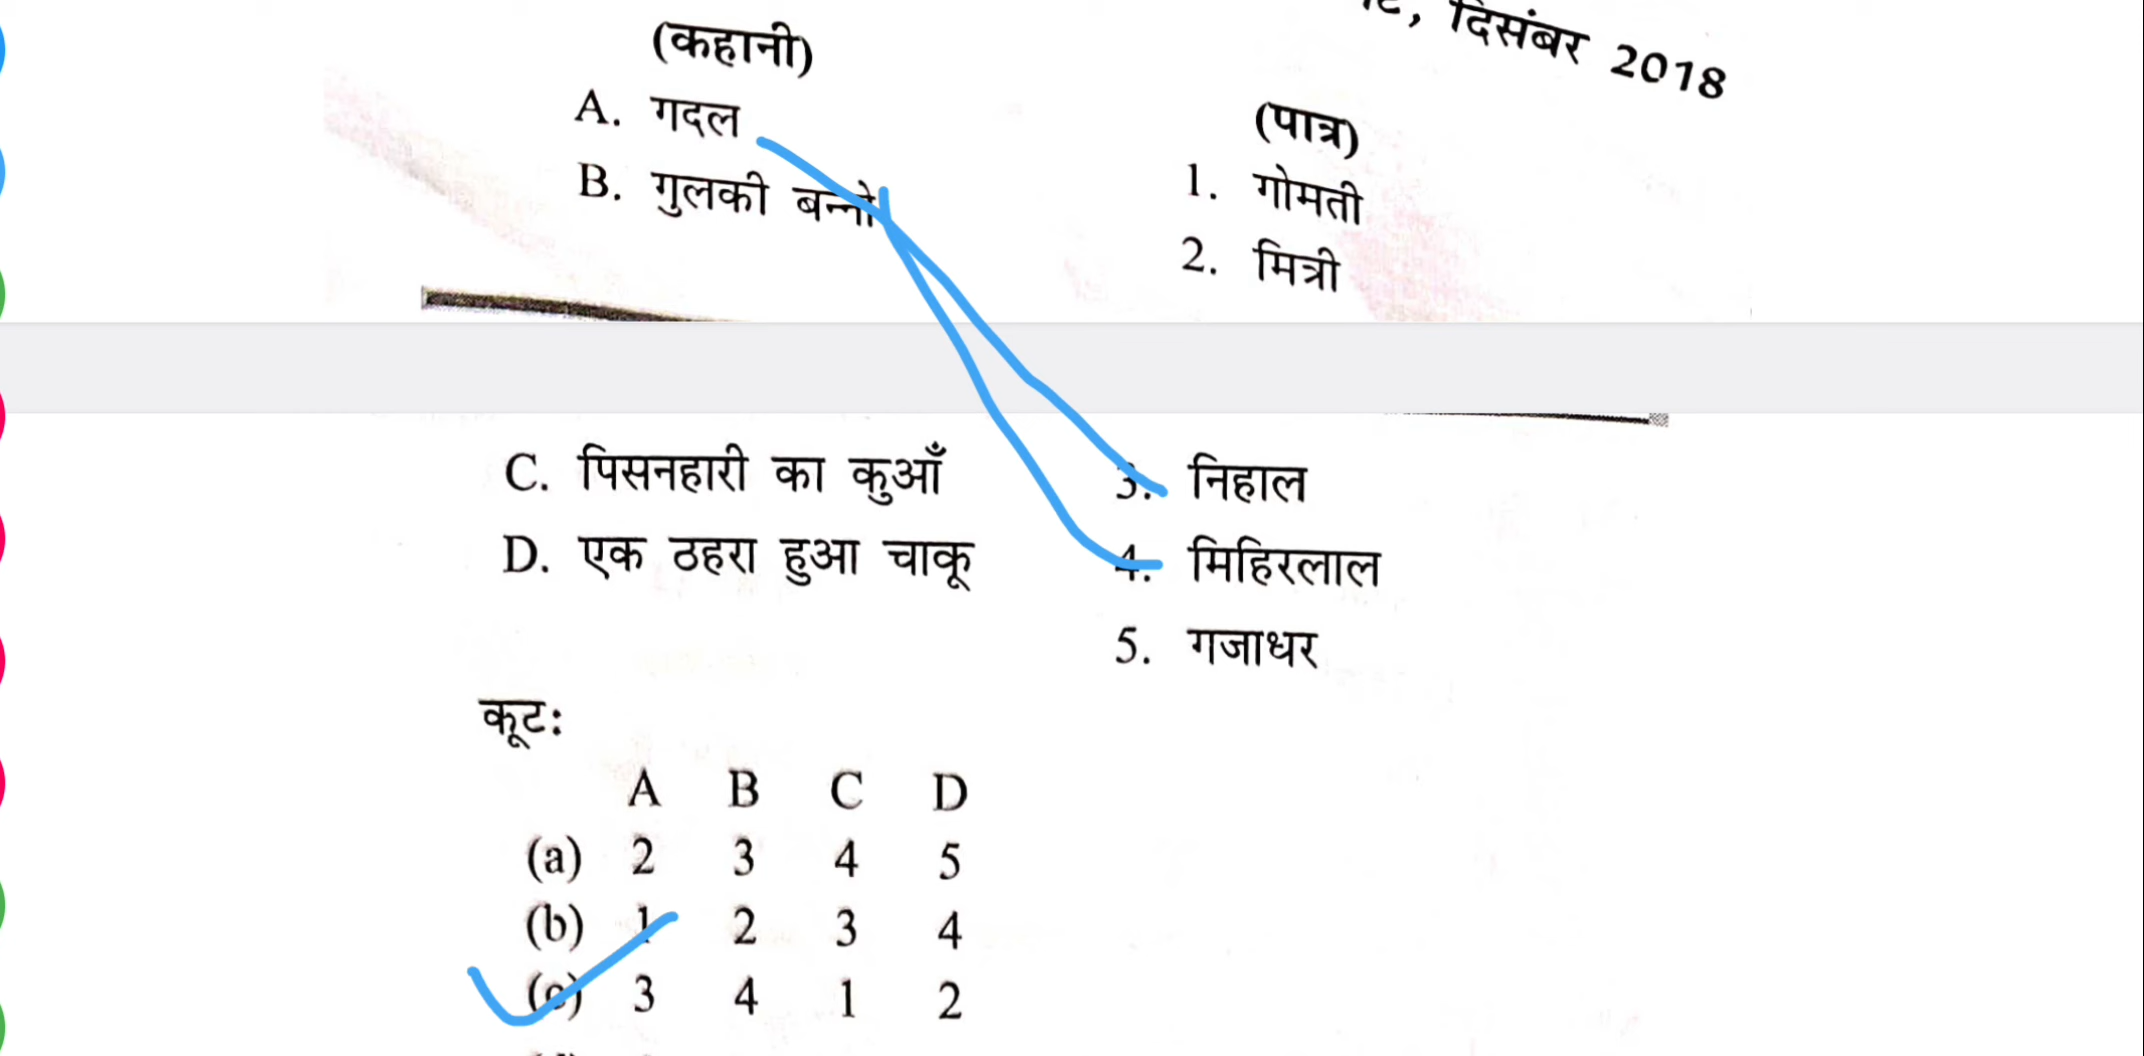 दिसंबर 2018
(कहानी)
(पात्र)
A. गदल
1. गोमती
B. गुलकी बन्नो
2. मित्री
C. पिसनहारी का कुआँ
3. निहाल
D. एक ठहरा हुआ चाकू
4. मिहिरलाल
5. गजाधर
कूटः
A B C D
(a) 2 3 4 5
(b) 1 2 3 4
(c) 3 4 1 2